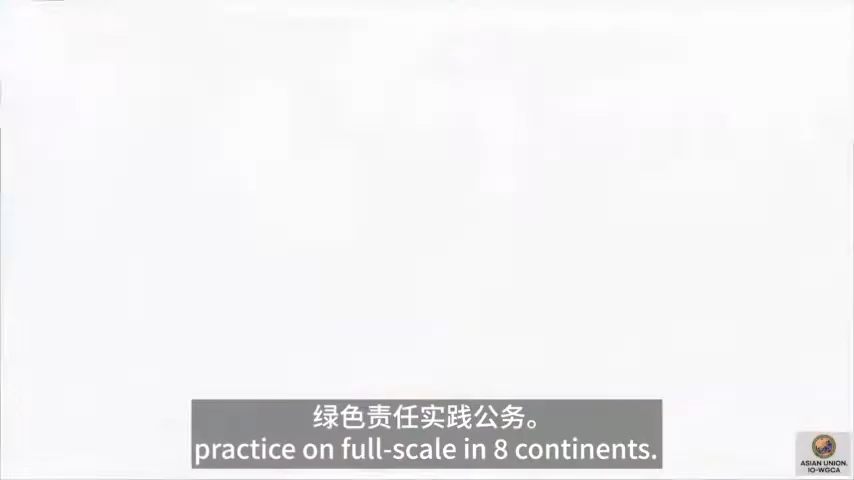 绿色责任实践公务。
practice on full-scale in 8 continents.
ASIAN UNION.
IO-WGCA